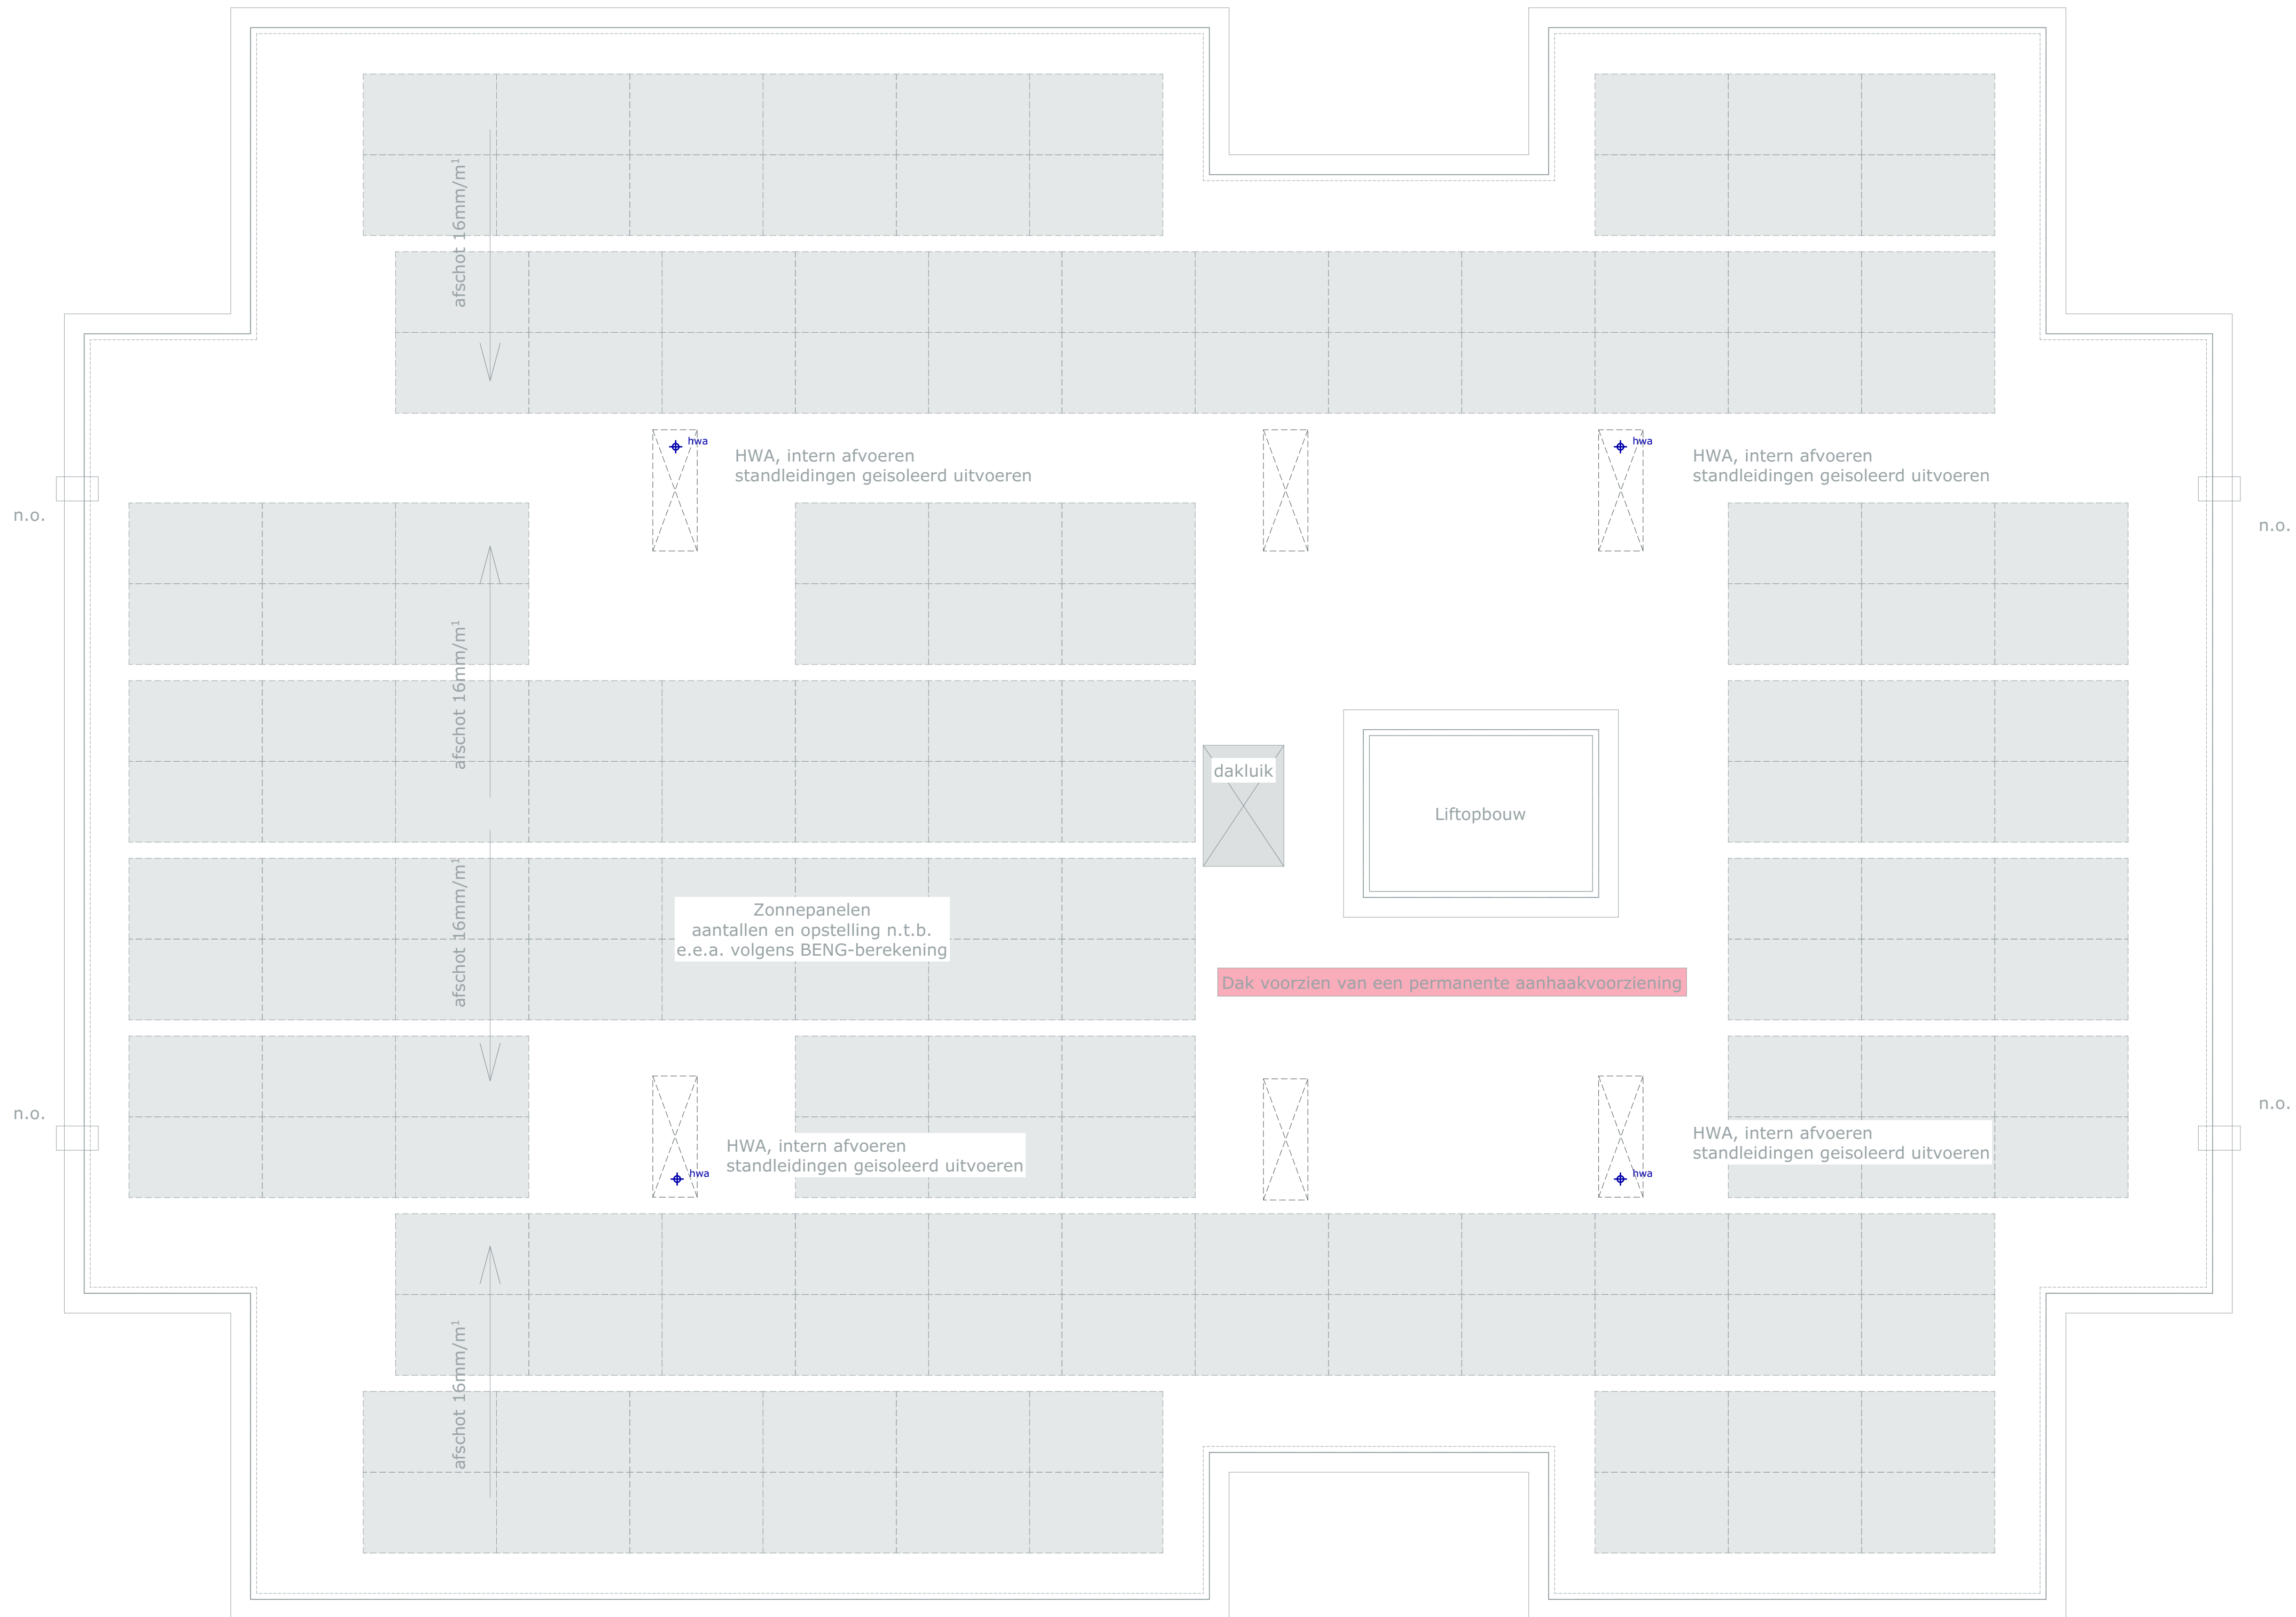 afschot 16mm/m¹
hwa
HWA, intern afvoeren
standleidingen geisoleerd uitvoeren
hwa
HWA, intern afvoeren
standleidingen geisoleerd uitvoeren
n.o.
n.o.
afschot 16mm/m¹
dakluik
Liftopbouw
afschot 16mm/m¹
Zonnepanelen
aantallen en opstelling n.t.b.
e.e.a. volgens BENG-berekening
Dak voorzien van een permanente aanhaakvoorziening
n.o.
n.o.
HWA, intern afvoeren
standleidingen geisoleerd uitvoeren
hwa
HWA, intern afvoeren
standleidingen geisoleerd uitvoeren
hwa
afschot 16mm/m¹